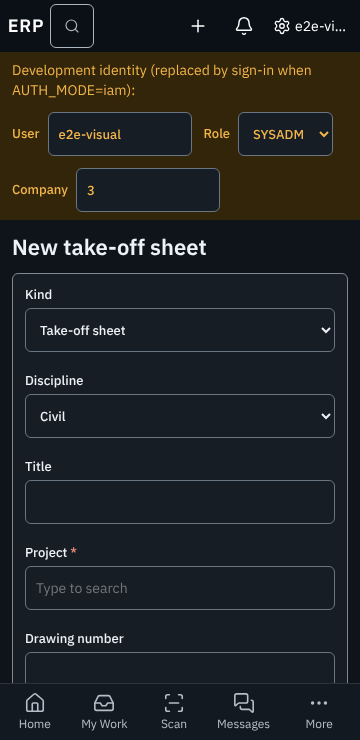 ERP
e2e-vi...
Development identity (replaced by sign-in when
AUTH_MODE=iam):
User e2e-visual Role SYSADM
Company 3
New take-off sheet
Kind
Take-off sheet
Discipline
Civil
Title
Project *
Type to search
Drawing number
Home My Work Scan Messages More